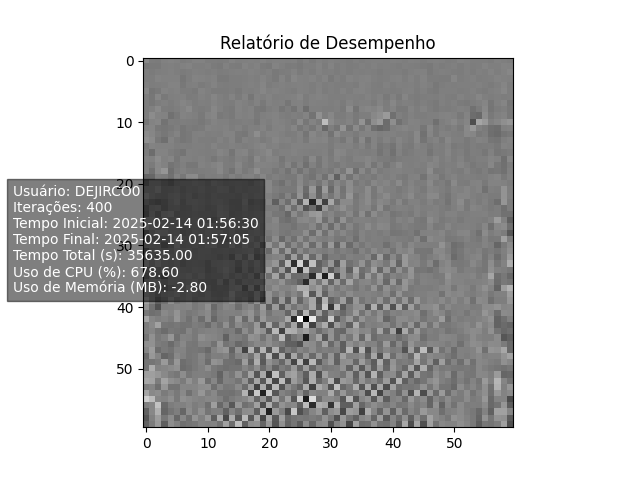 Relatório de Desempenho
0
10
20
30
40
50
Usuário: DEJIRCO0
Iterações: 400
Tempo Inicial: 2025-02-14 01:56:30
Tempo Final: 2025-02-14 01:57:05
Tempo Total (s): 35635.00
Uso de CPU (%): 678.60
Uso de Memória (MB): -2.80
0 10 20 30 40 50